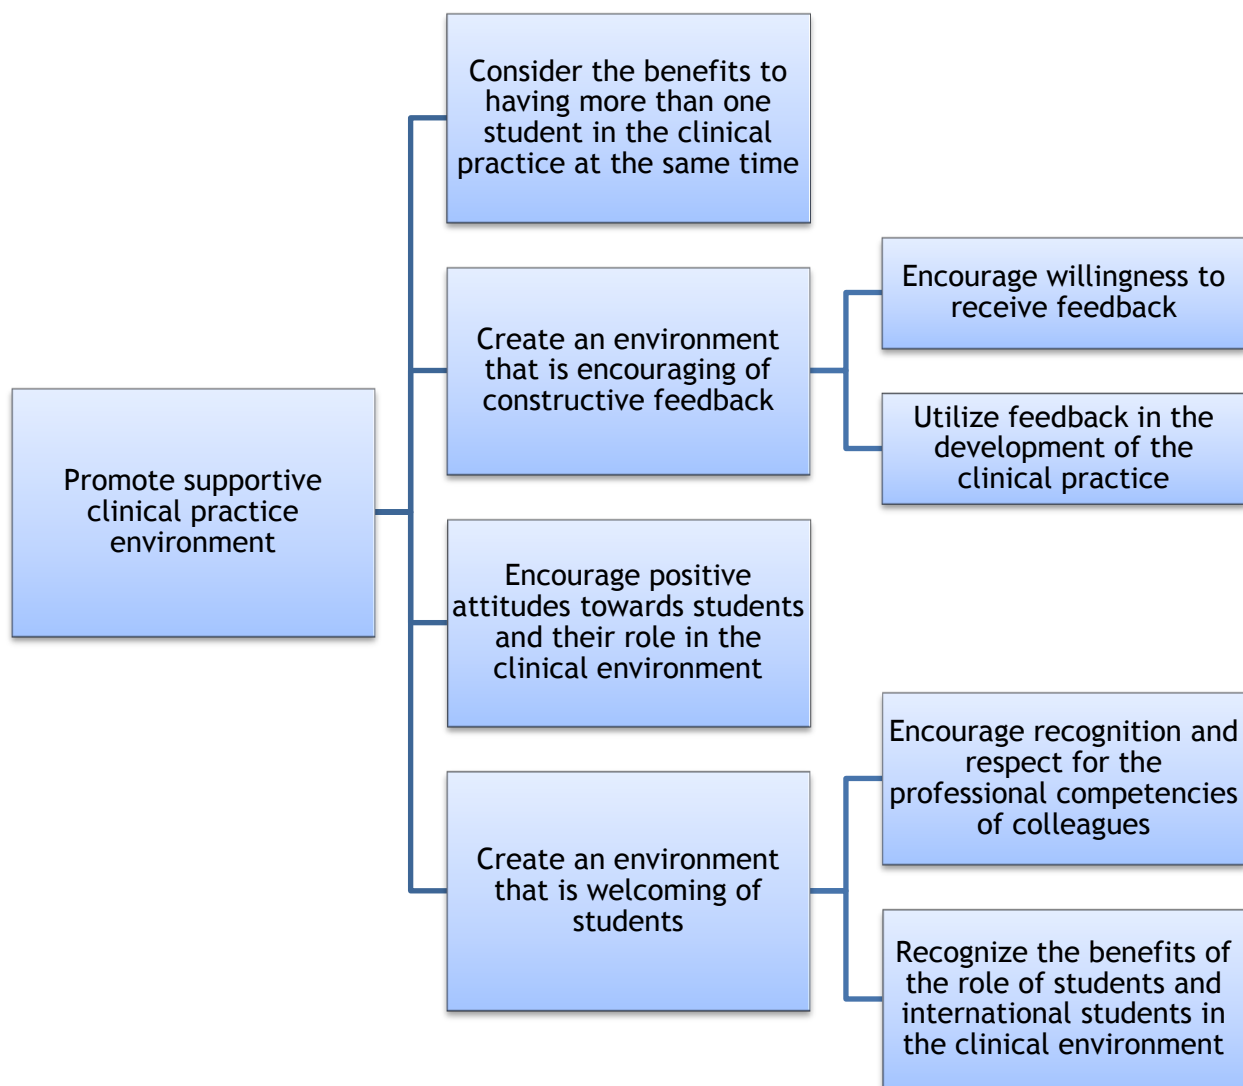 Promote supportive
clinical practice
environment
Consider the benefits to
having more than one
student in the clinical
practice at the same time
Create an environment
that is encouraging of
constructive feedback
Encourage willingness to
receive feedback
Utilize feedback in the
development of the
clinical practice
Encourage positive
attitudes towards students
and their role in the
clinical environment
Create an environment
that is welcoming of
students
Encourage recognition and
respect for the
professional competencies
of colleagues
Recognize the benefits of
the role of students and
international students in
the clinical environment